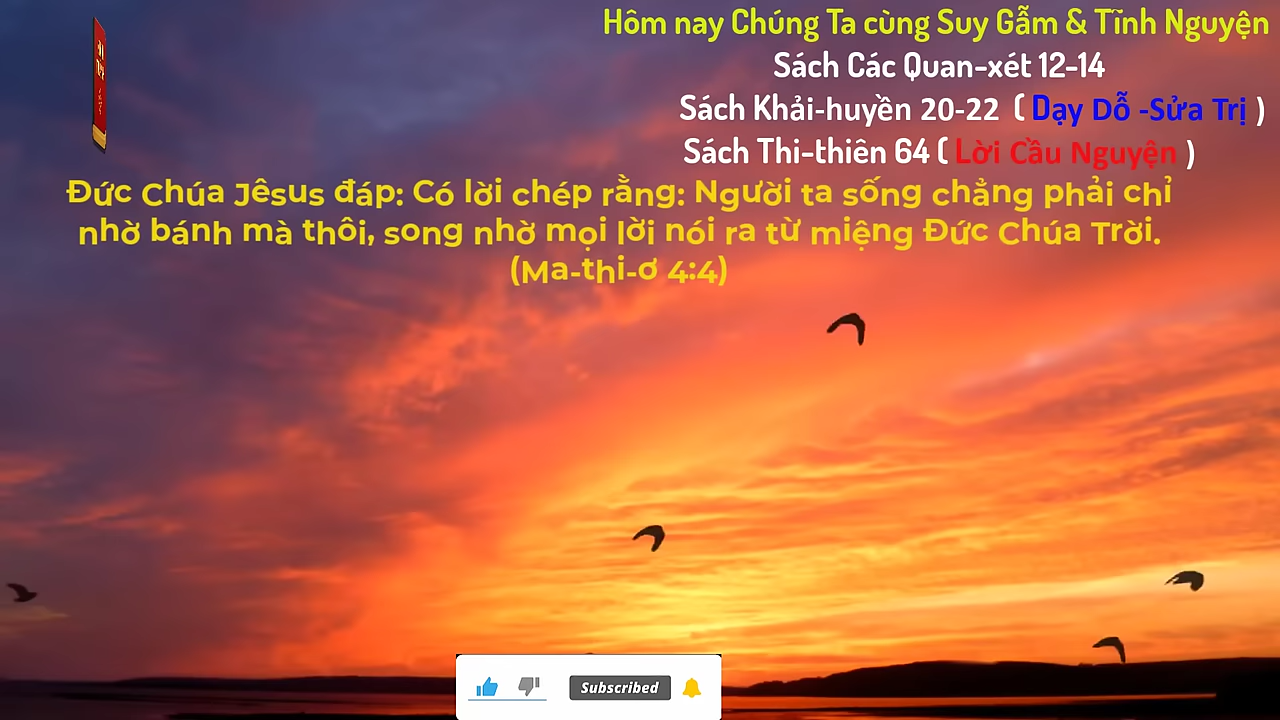 Hôm nay Chúng Ta cùng Suy Gẫm & Tĩnh Nguyện
Sách Các Quan-xét 12-14
Sách Khải-huyền 20-22 ( Dạy Dỗ -Sửa Trị )
Sách Thi-thiên 64 ( Lời Cầu Nguyện )
Đức Chúa Jêsus đáp: Có lời chép rằng: Người ta sống chẳng phải chỉ
nhờ bánh mà thôi, song nhờ mọi lời nói ra từ miệng Đức Chúa Trời.
(Ma-thi-ơ 4:4)
Subscribed